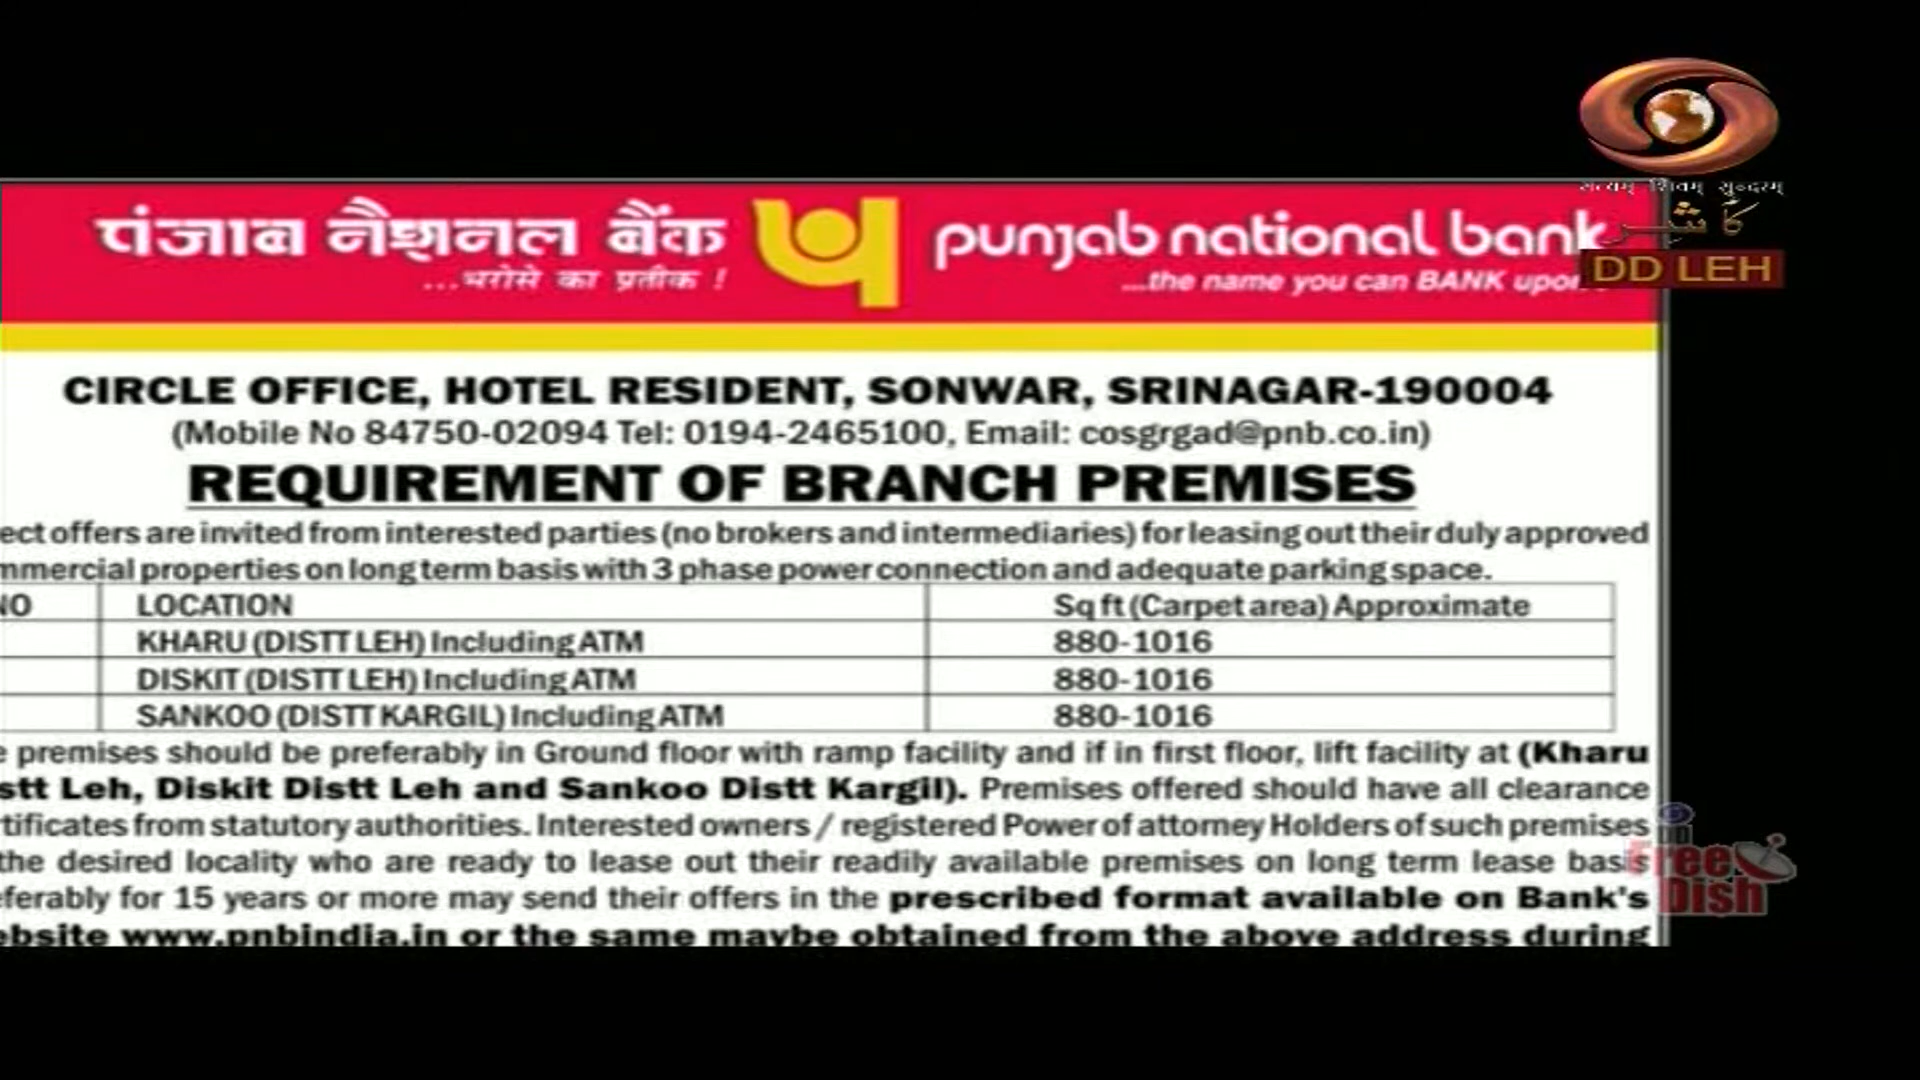 पंजाब नैशनल बैंक punjab national bank
...भरोसे का प्रतीक ! ...the name you can BANK upon
सत्यम् शिवम् सुन्दरम्
كٲشُر
DD LEH
CIRCLE OFFICE, HOTEL RESIDENT, SONWAR, SRINAGAR-190004
(Mobile No 84750-02094 Tel: 0194-2465100, Email: cosgrgad@pnb.co.in)
REQUIREMENT OF BRANCH PREMISES
ect offers are invited from interested parties (no brokers and intermediaries) for leasing out their duly approved
mmercial properties on long term basis with 3 phase power connection and adequate parking space.
NO LOCATION Sq ft (Carpet area) Approximate
KHARU (DISTT LEH) Including ATM 880-1016
DISKIT (DISTT LEH) Including ATM 880-1016
SANKOO (DISTT KARGIL) Including ATM 880-1016
e premises should be preferably in Ground floor with ramp facility and if in first floor, lift facility at (Kharu
stt Leh, Diskit Distt Leh and Sankoo Distt Kargil). Premises offered should have all clearance
tificates from statutory authorities. Interested owners / registered Power of attorney Holders of such premises
the desired locality who are ready to lease out their readily available premises on long term lease basis
eferably for 15 years or more may send their offers in the prescribed format available on Bank's
ebsite www.pnbindia.in or the same maybe obtained from the above address during
DD
Free
Dish